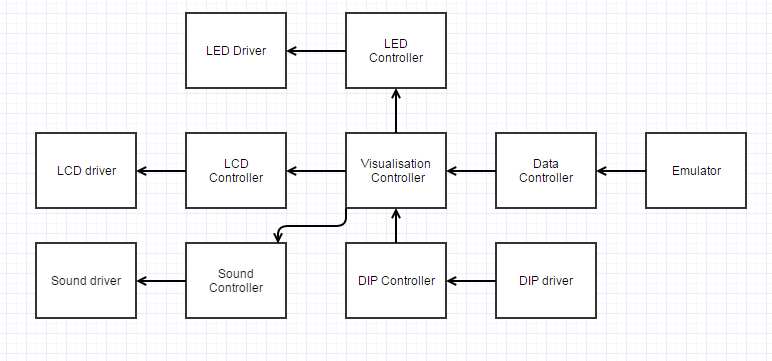 LED Driver
LED
Controller
LCD driver
LCD
Controller
Visualisation
Controller
Data
Controller
Emulator
Sound driver
Sound
Controller
DIP Controller
DIP driver